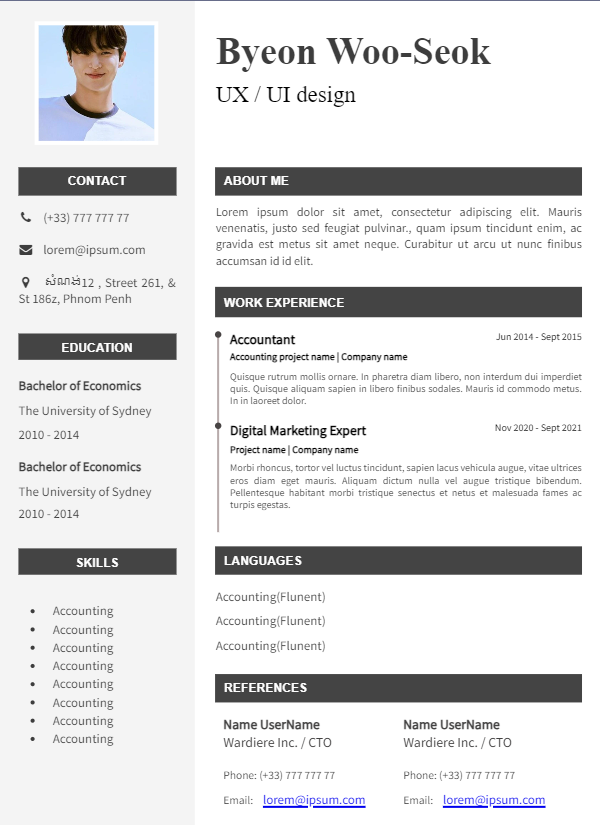 Byeon Woo-Seok
UX / UI design
CONTACT
(+33) 777 777 77
lorem@ipsum.com
សំណង់12 , Street 261, &
St 186z, Phnom Penh
EDUCATION
Bachelor of Economics
The University of Sydney
2010 - 2014
Bachelor of Economics
The University of Sydney
2010 - 2014
SKILLS
Accounting
Accounting
Accounting
Accounting
Accounting
Accounting
Accounting
Accounting
ABOUT ME
Lorem ipsum dolor sit amet, consectetur adipiscing elit. Mauris
venenatis, justo sed feugiat pulvinar., quam ipsum tincidunt enim, ac
gravida est metus sit amet neque. Curabitur ut arcu ut nunc finibus
accumsan id id elit.
WORK EXPERIENCE
Accountant Jun 2014 - Sept 2015
Accounting project name | Company name
Quisque rutrum mollis ornare. In pharetra diam libero, non interdum dui imperdiet
quis. Quisque aliquam sapien in libero finibus sodales. Mauris id commodo metus.
In in laoreet dolor.
Digital Marketing Expert Nov 2020 - Sept 2021
Project name | Company name
Morbi rhoncus, tortor vel luctus tincidunt, sapien lacus vehicula augue, vitae ultrices
eros diam eget mauris. Aliquam dictum nulla vel augue tristique bibendum.
Pellentesque habitant morbi tristique senectus et netus et malesuada fames ac
turpis egestas.
LANGUAGES
Accounting(Flunent)
Accounting(Flunent)
Accounting(Flunent)
REFERENCES
Name UserName
Wardiere Inc. / CTO
Phone: (+33) 777 777 77
Email: lorem@ipsum.com
Name UserName
Wardiere Inc. / CTO
Phone: (+33) 777 777 77
Email: lorem@ipsum.com